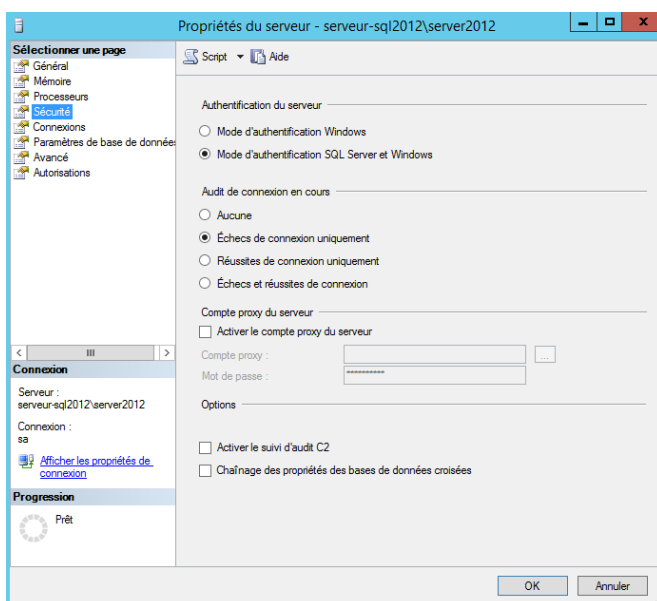 Propriétés du serveur - serveur-sql2012\server2012
Sélectionner une page
Général
Mémoire
Processeurs
Sécurité
Connexions
Paramètres de base de données
Avancé
Autorisations
Script
Aide
Authentification du serveur
Mode d'authentification Windows
Mode d'authentification SQL Server et Windows
Audit de connexion en cours
Aucune
Échecs de connexion uniquement
Réussites de connexion uniquement
Échecs et réussites de connexion
Compte proxy du serveur
Activer le compte proxy du serveur
Compte proxy :
...
Mot de passe :
**********
Options
Activer le suivi d'audit C2
Chaînage des propriétés des bases de données croisées
Connexion
Serveur :
serveur-sql2012\server2012
Connexion :
sa
Afficher les propriétés de
connexion
Progression
Prêt
OK
Annuler